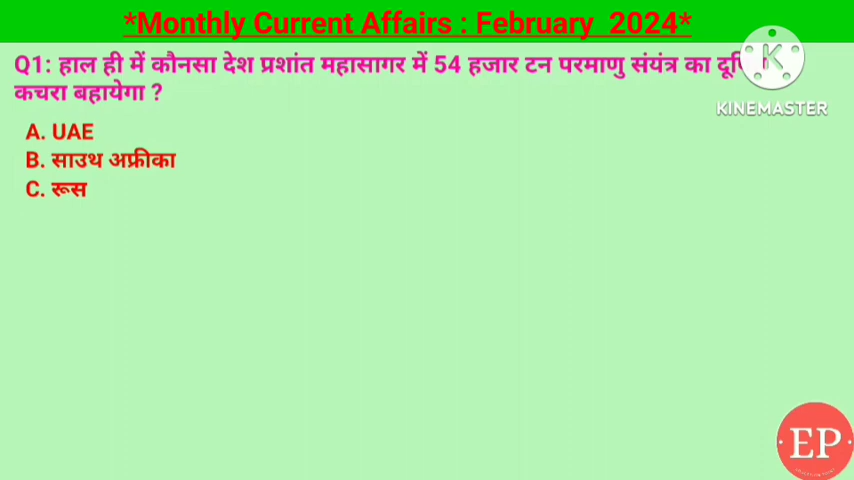 *Monthly Current Affairs : February 2024*
Q1: हाल ही में कौनसा देश प्रशांत महासागर में 54 हजार टन परमाणु संयंत्र का
कचरा बहायेगा ?
KINEMASTER
A. UAE
B. साउथ अफ्रीका
C. रूस
EP